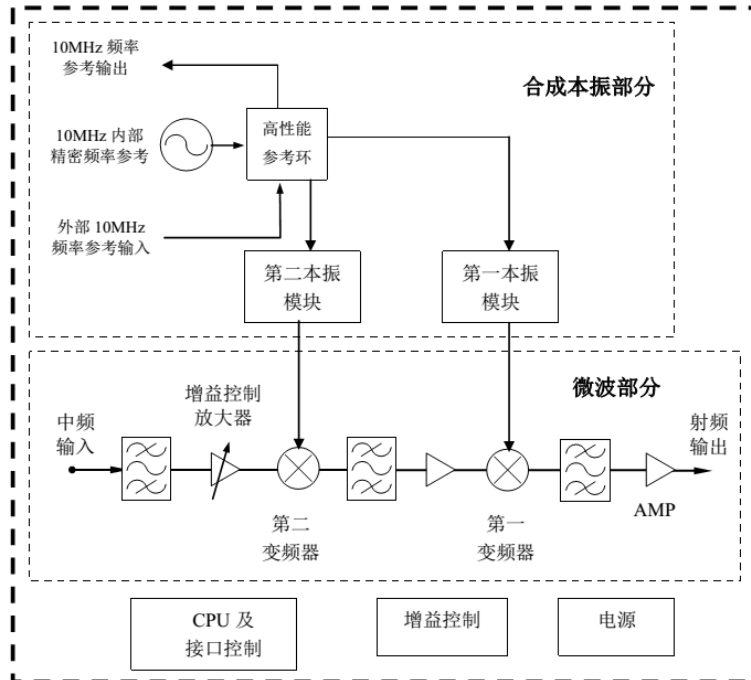 10MHz 频率
参考输出
合成本振部分
10MHz 内部
精密频率参考
高性能
参考环
外部 10MHz
频率参考输入
第二本振
模块
第一本振
模块
微波部分
中频
输入
增益控制
放大器
射频
输出
第二
变频器
第一
变频器
AMP
CPU 及
接口控制
增益控制
电源